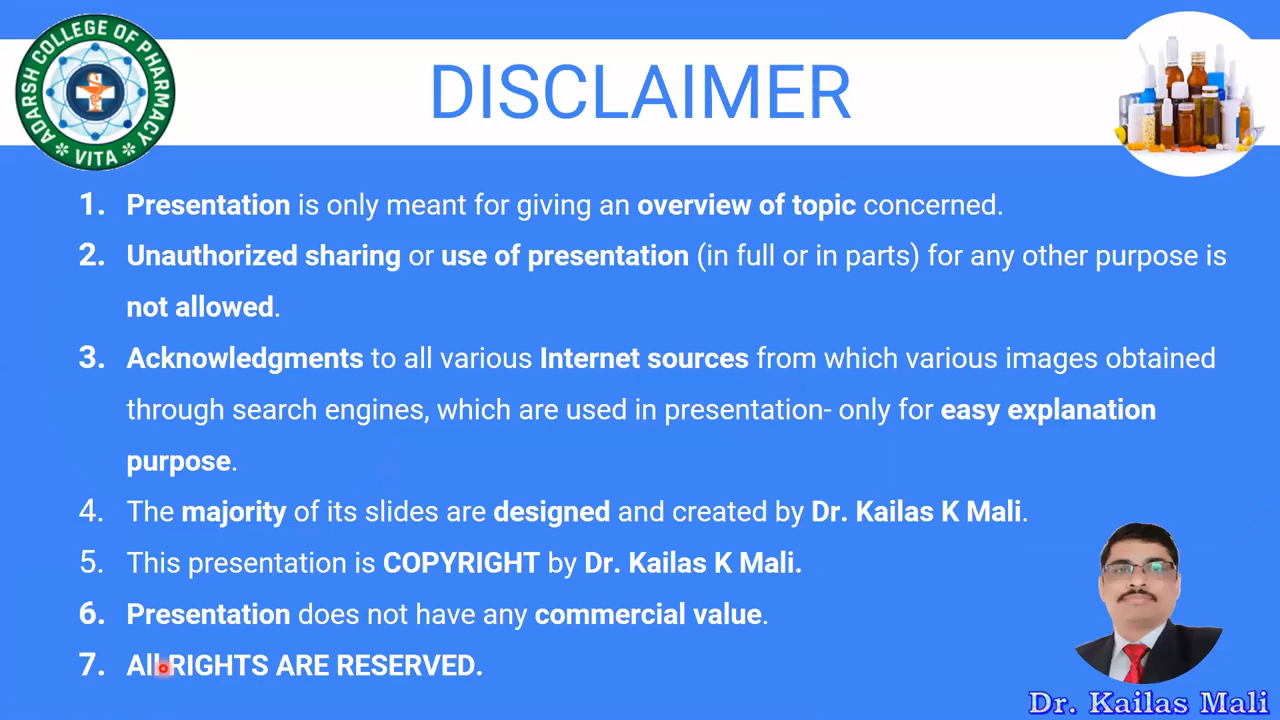 ADARSH COLLEGE OF PHARMACY
VITA
DISCLAIMER
1. Presentation is only meant for giving an overview of topic concerned.
2. Unauthorized sharing or use of presentation (in full or in parts) for any other purpose is
not allowed.
3. Acknowledgments to all various Internet sources from which various images obtained
through search engines, which are used in presentation- only for easy explanation
purpose.
4. The majority of its slides are designed and created by Dr. Kailas K Mali.
5. This presentation is COPYRIGHT by Dr. Kailas K Mali.
6. Presentation does not have any commercial value.
7. All RIGHTS ARE RESERVED.
Dr. Kailas Mali